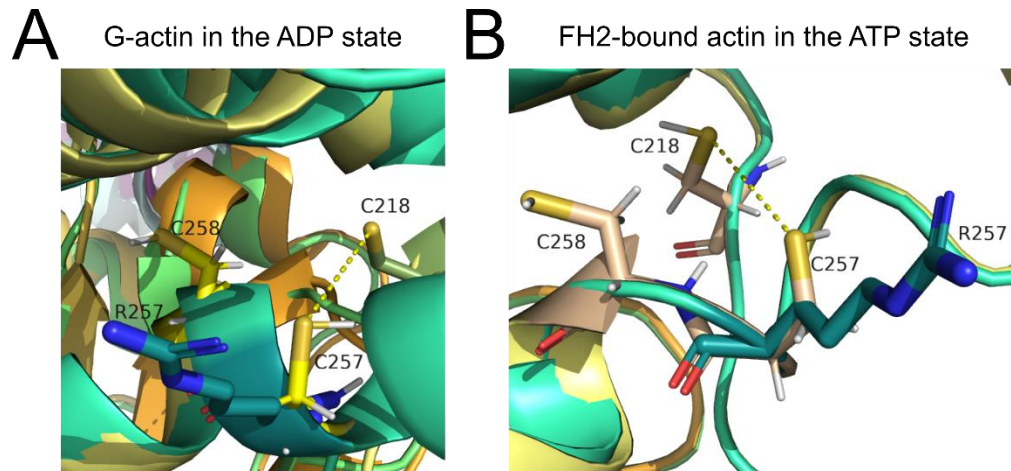 A G-actin in the ADP state
C218
C258
R257
C257
B FH2-bound actin in the ATP state
C218
C258
R257
C257